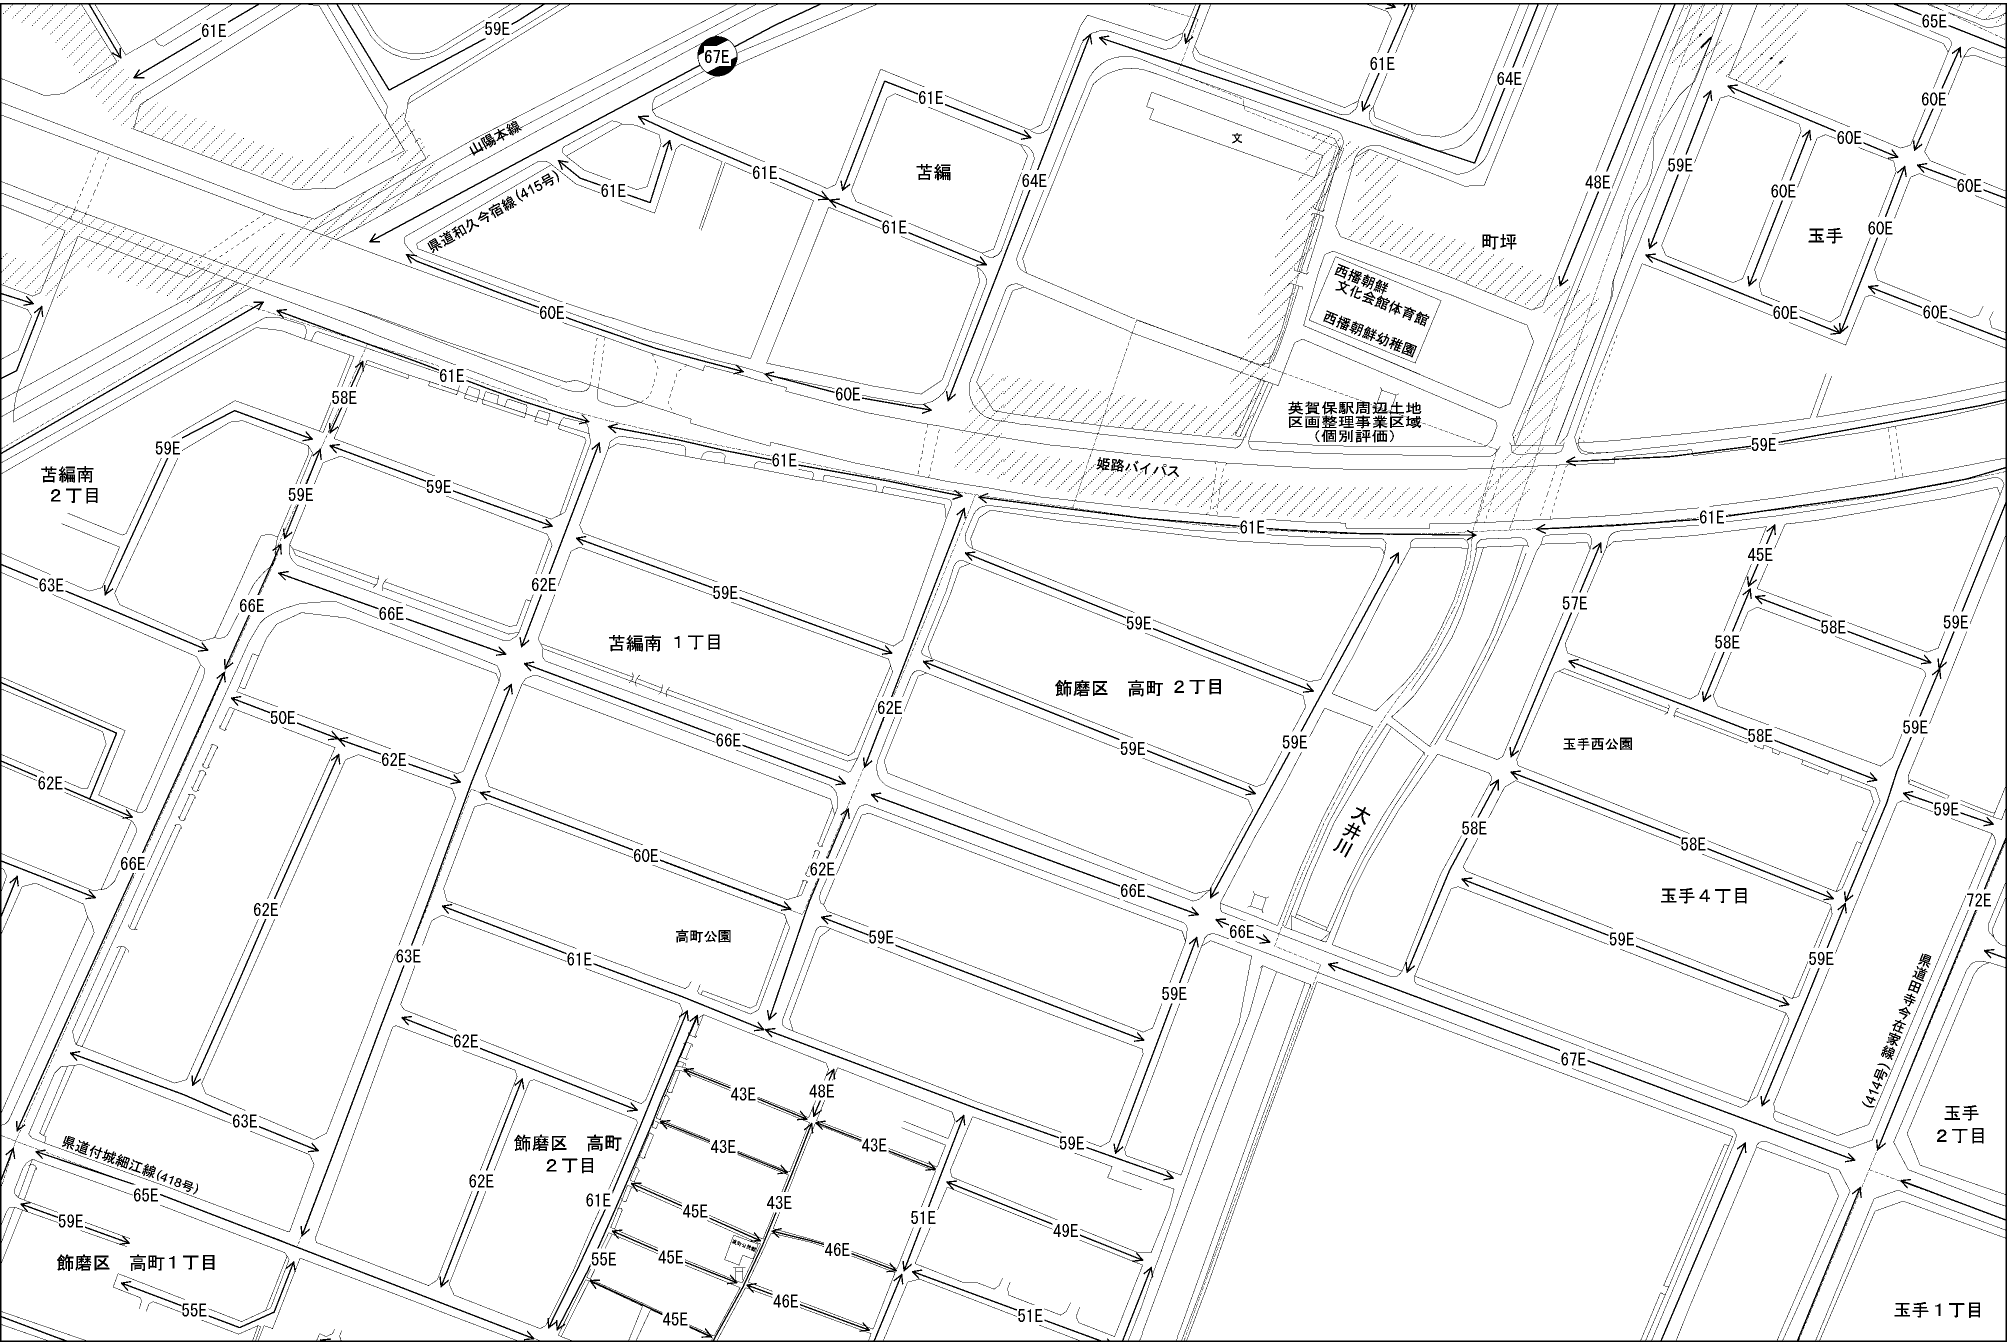 61E
59E
67E
65E
61E
64E
61E
60E
山陽本線
文
60E
61E
苫編
64E
48E
59E
60E
60E
県道和久今宿線(415号)
61E
61E
町坪
玉手
60E
西播朝鮮
文化会館体育館
西播朝鮮幼稚園
60E
60E
60E
61E
58E
60E
英賀保駅周辺土地
区画整理事業区域
(個別評価)
59E
59E
61E
姫路バイパス
苫編南
2丁目
59E
59E
61E
61E
45E
63E
62E
59E
57E
66E
66E
59E
59E
58E
58E
苫編南 1丁目
飾磨区 高町 2丁目
62E
50E
66E
59E
59E
玉手西公園
58E
59E
62E
62E
59E
大井川
58E
58E
66E
60E
62E
66E
玉手4丁目
72E
62E
高町公園
59E
66E
59E
59E
63E
61E
59E
県道田寺今在家線
(414号)
62E
67E
43E
48E
63E
43E
43E
59E
飾磨区 高町
2丁目
玉手
2丁目
県道付城細江線(418号)
65E
62E
61E
43E
59E
45E
51E
49E
飾磨区 高町1丁目
55E
45E
46E
55E
45E
46E
51E
玉手1丁目